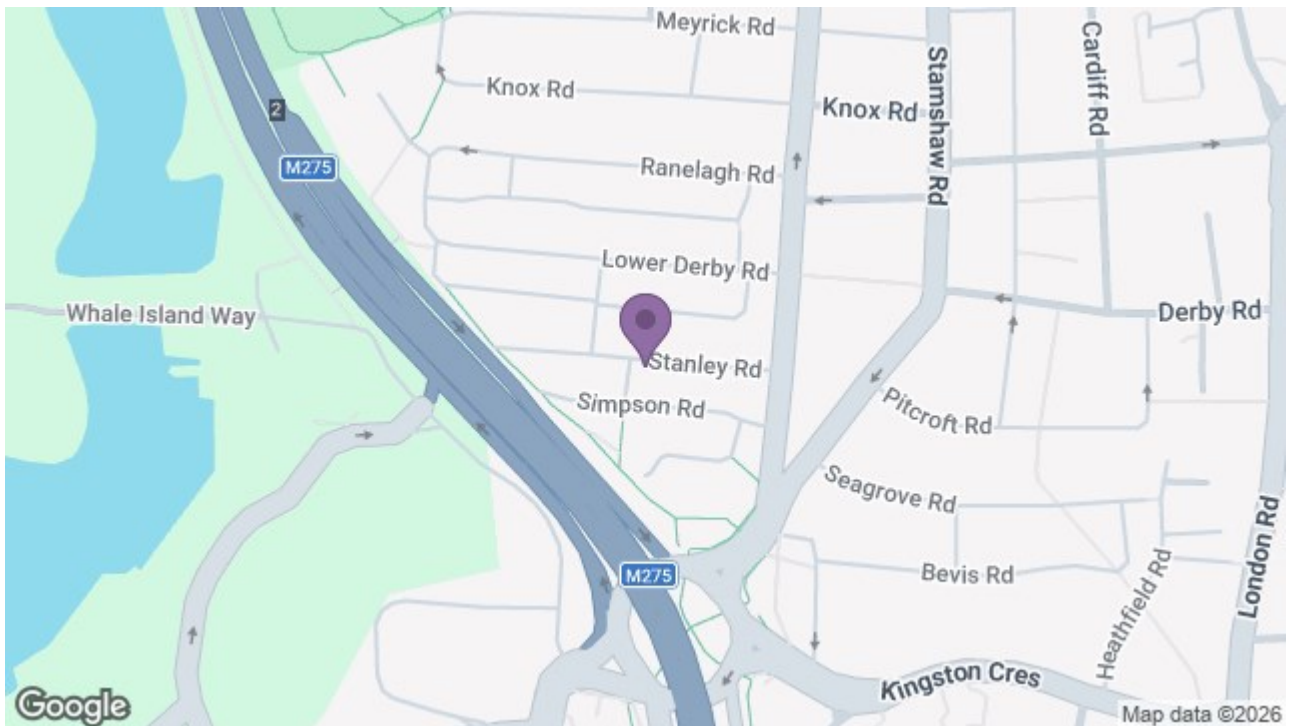 Meyrick Rd
Stamshaw Rd
Cardiff Rd
Knox Rd
Knox Rd
2
M275
Ranelagh Rd
Lower Derby Rd
Whale Island Way
Derby Rd
Stanley Rd
Simpson Rd
Pitcroft Rd
Seagrove Rd
M275
Bevis Rd
Heathfield Rd
London Rd
Kingston Cres
Google
Map data ©2026